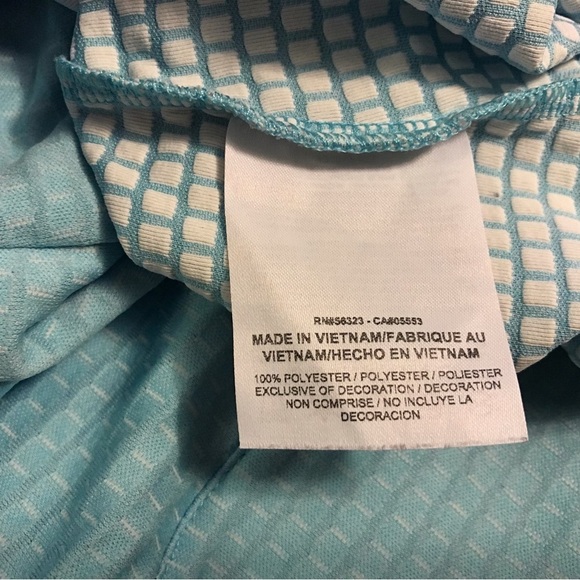 RN#56323 - CA#05553
MADE IN VIETNAM/FABRIQUE AU
VIETNAM/HECHO EN VIETNAM
100% POLYESTER / POLYESTER / POLIESTER
EXCLUSIVE OF DECORATION / DECORATION
NON COMPRISE / NO INCLUYE LA
DECORACION